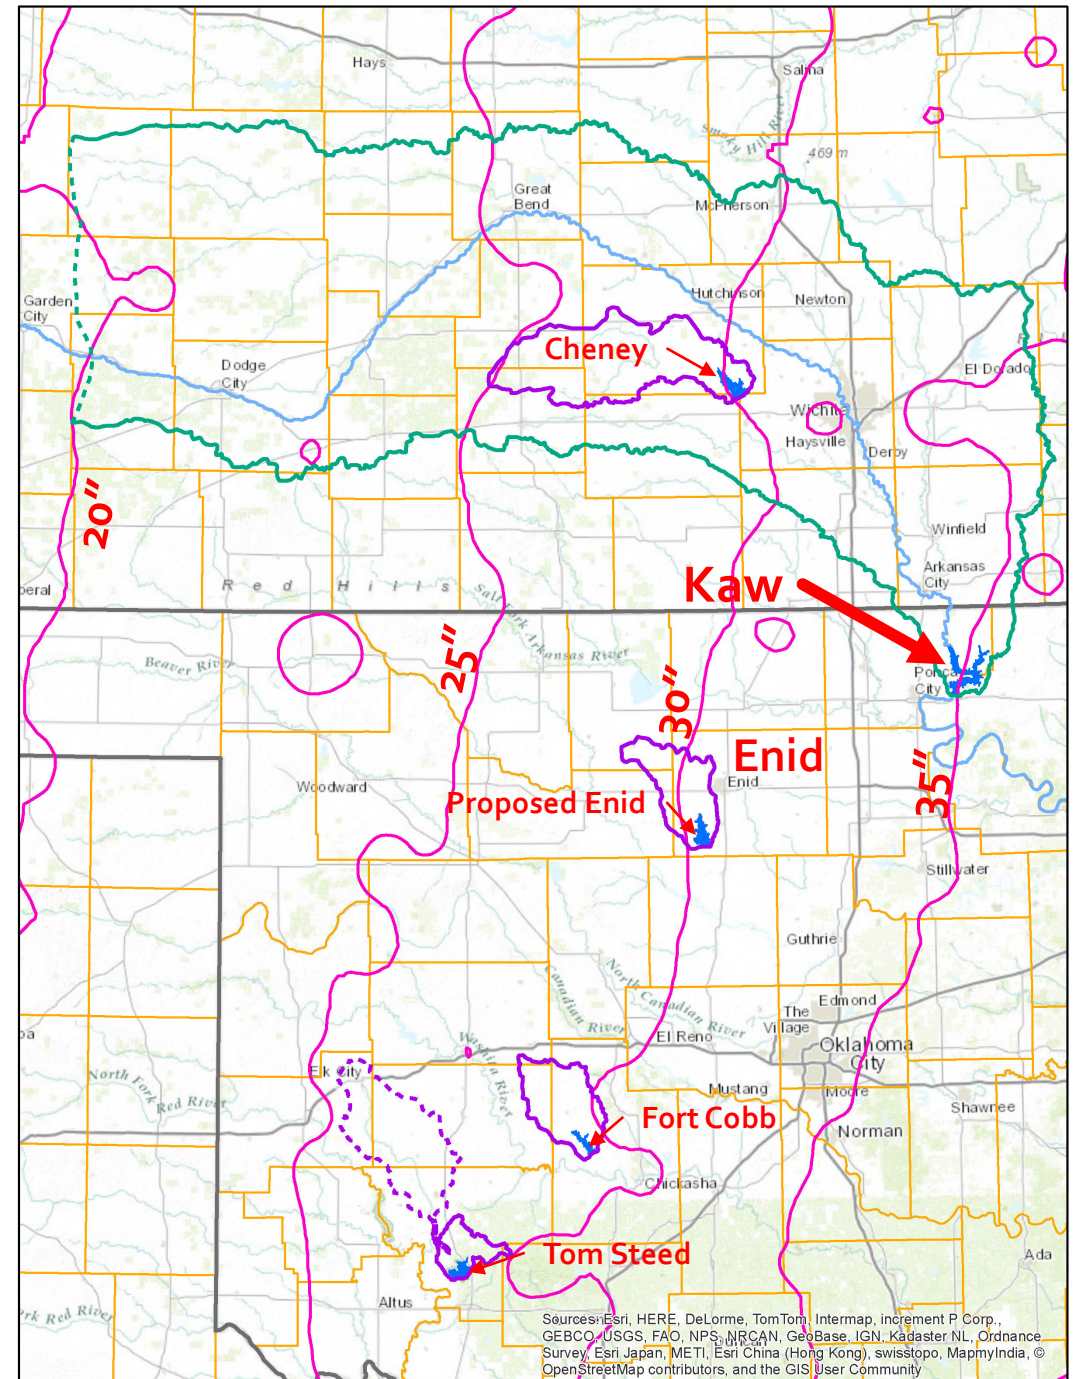 Hays
Salina
Smoky Hill River
469 m
Great
Bend
McPherson
Garden
City
Hutchinson
Newton
Cheney
Dodge
City
El Dorado
Wichita
Haysville
Derby
20"
Winfield
Arkansas
City
Kaw
peral
Red Hills
Salt Fork Arkansas River
Beaver River
25"
30"
Ponca
City
Enid
Enid
Woodward
Proposed Enid
35"
Stillwater
Guthrie
Canadian River
North Canadian River
Edmond
The
Village
El Reno
Oklahoma
City
Washita River
Elk City
North Fork Red River
Mustang
Moore
Shawnee
Fort Cobb
Norman
Chickasha
Tom Steed
Ada
Altus
ork Red River
Duncan
Sources: Esri, HERE, DeLorme, TomTom, Intermap, increment P Corp.,
GEBCO, USGS, FAO, NPS, NRCAN, GeoBase, IGN, Kadaster NL, Ordnance
Survey, Esri Japan, METI, Esri China (Hong Kong), swisstopo, MapmyIndia, ©
OpenStreetMap contributors, and the GIS User Community